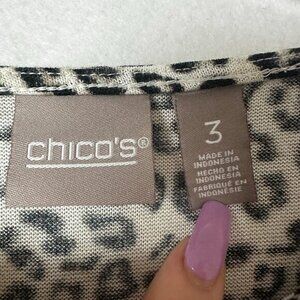 chico's®
3
MADE IN
INDONESIA
HECHO EN
INDONESIA
FABRIQUÉ EN
INDONÉSIE